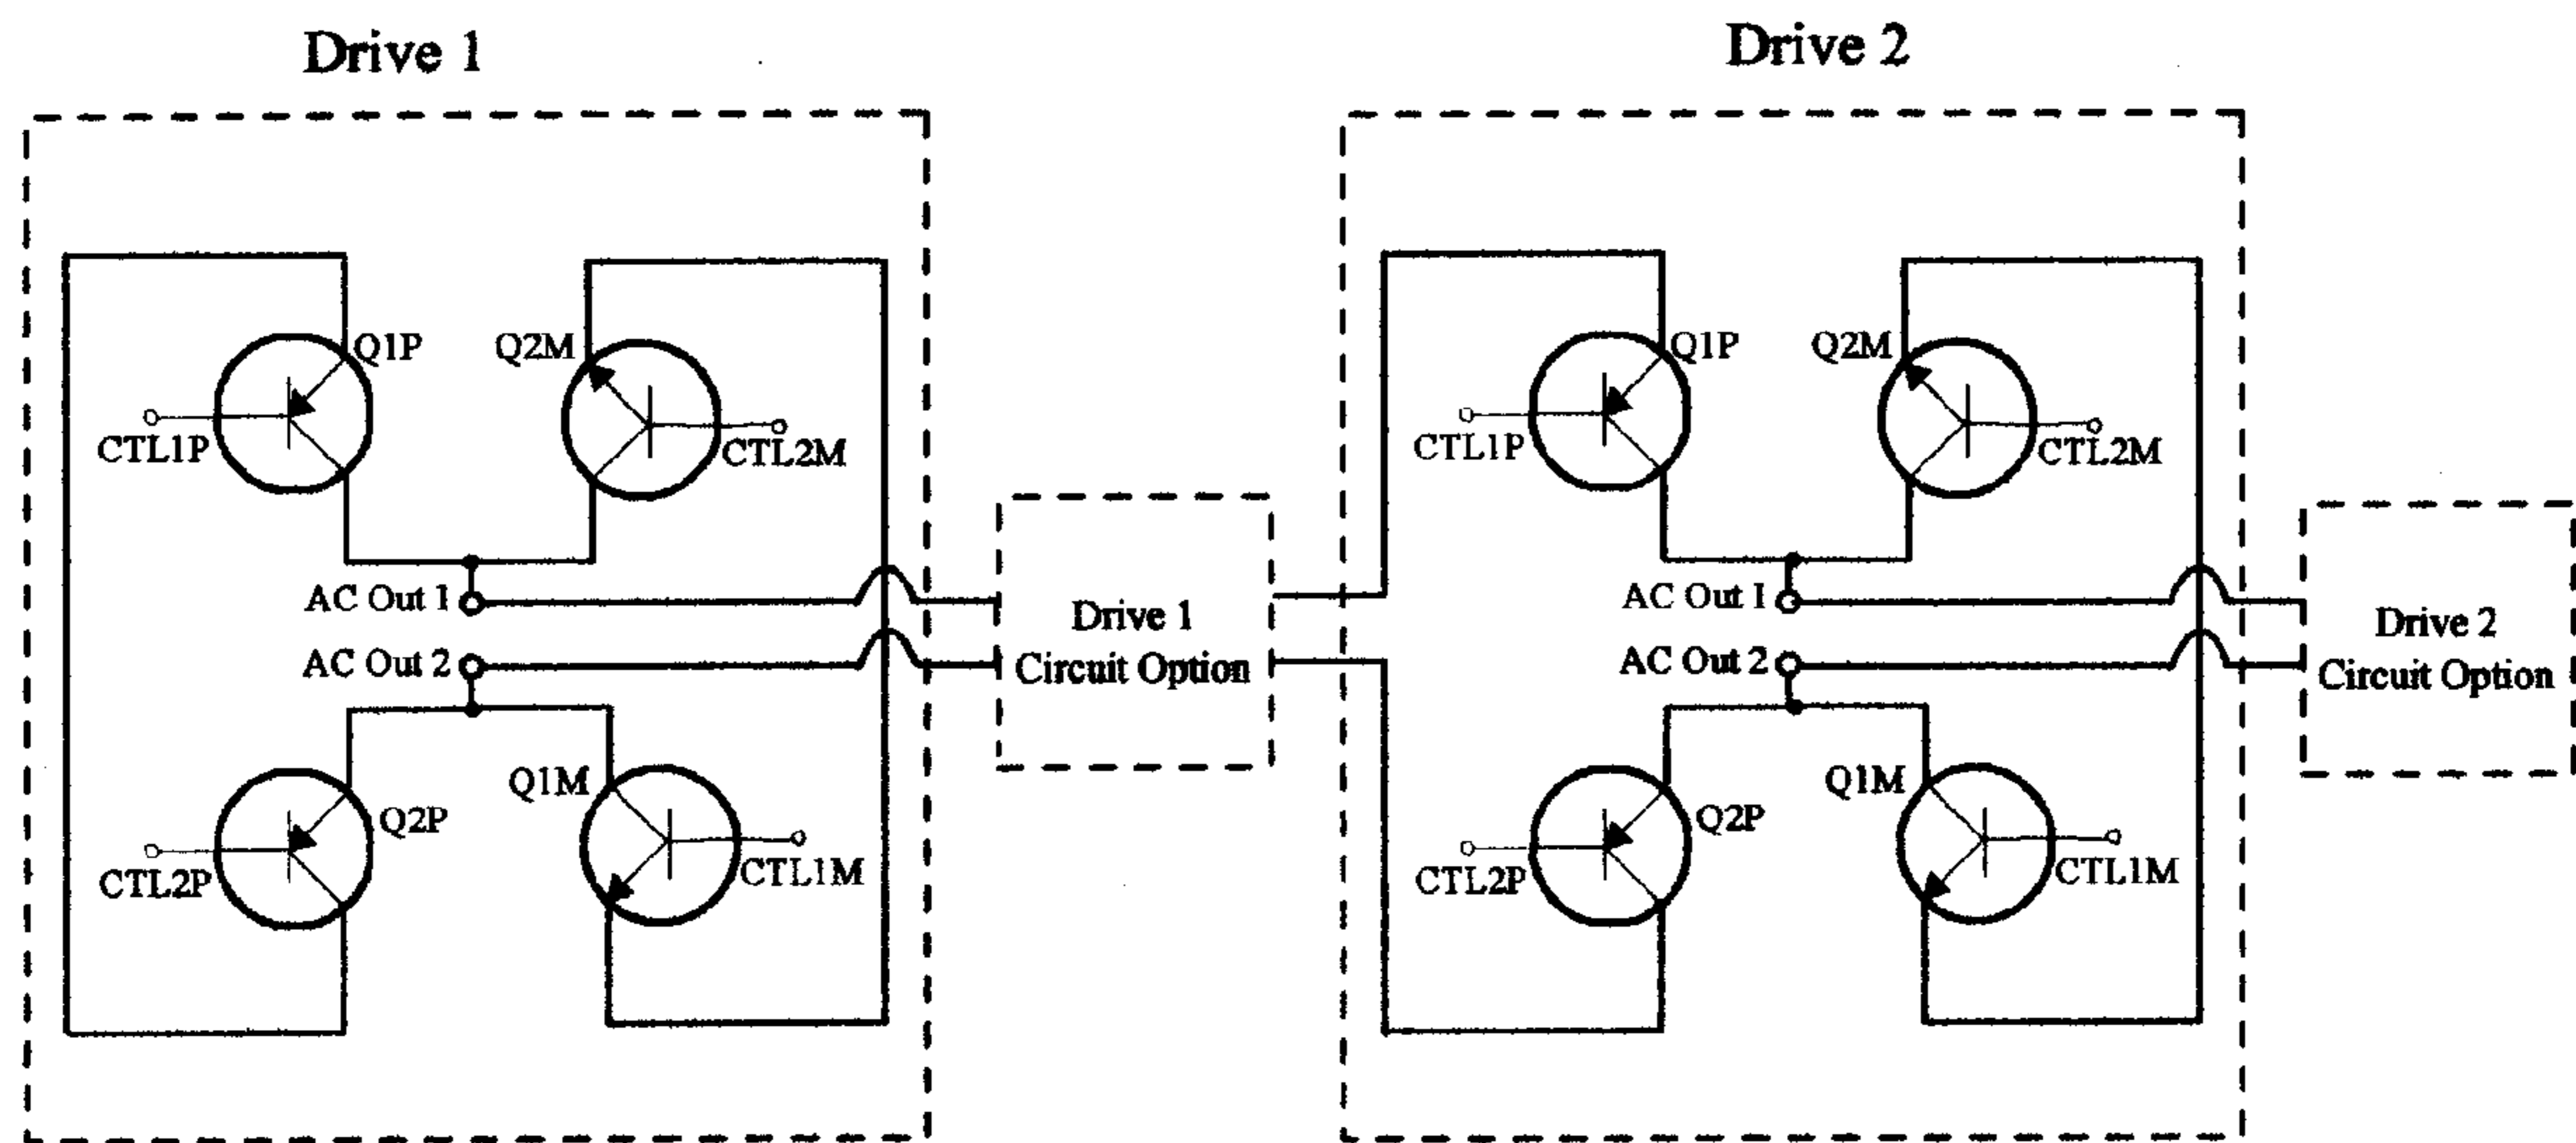 Drive 1
Drive 2
Q1P
Q2M
CTL1P
CTL2M
AC Out 1
AC Out 2
Q2P
Q1M
CTL2P
CTL1M
Drive 1
Circuit Option
Q1P
Q2M
CTL1P
CTL2M
AC Out 1
AC Out 2
Q2P
Q1M
CTL2P
CTL1M
Drive 2
Circuit Option